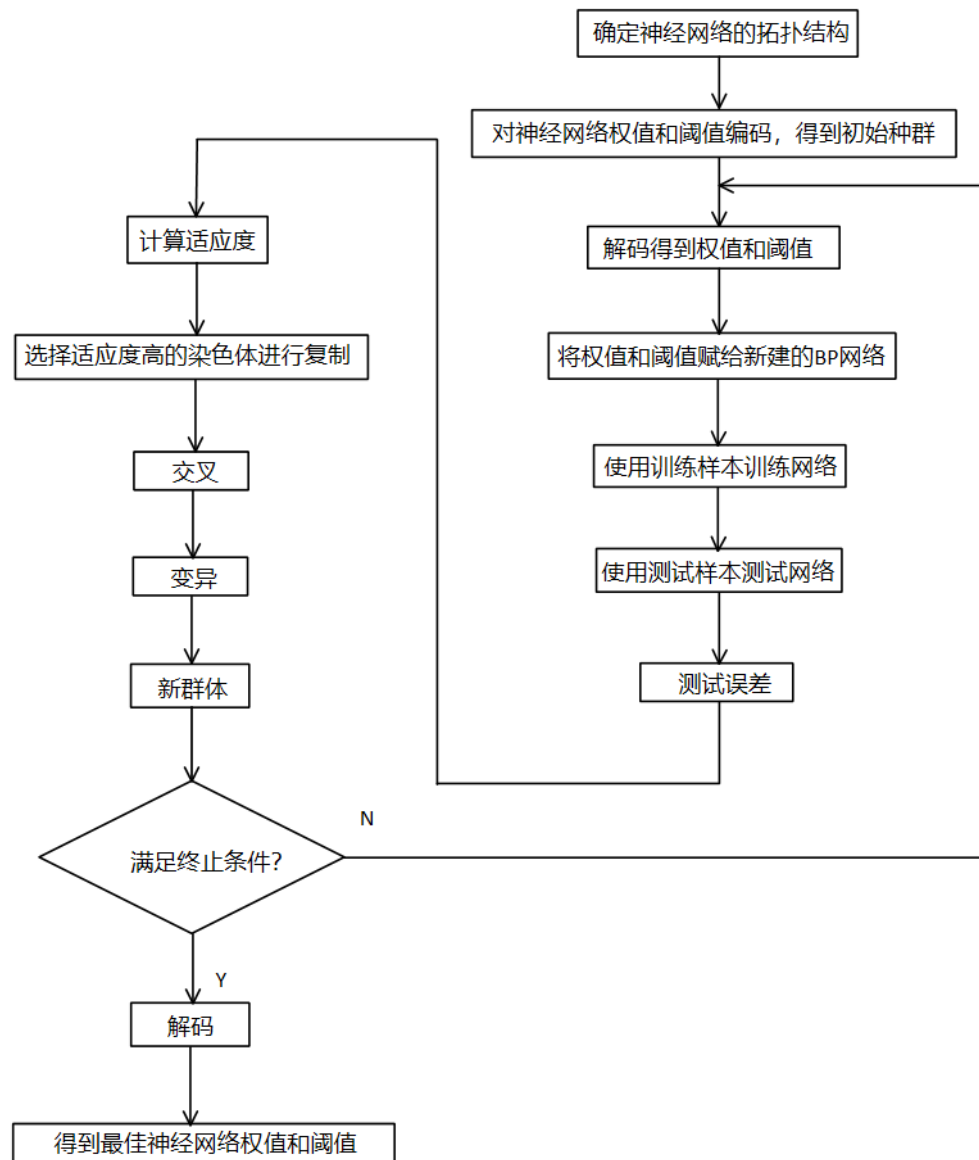 确定神经网络的拓扑结构
对神经网络权值和阈值编码，得到初始种群
解码得到权值和阈值
将权值和阈值赋给新建的BP网络
使用训练样本训练网络
使用测试样本测试网络
测试误差
计算适应度
选择适应度高的染色体进行复制
交叉
变异
新群体
满足终止条件？
N
Y
解码
得到最佳神经网络权值和阈值